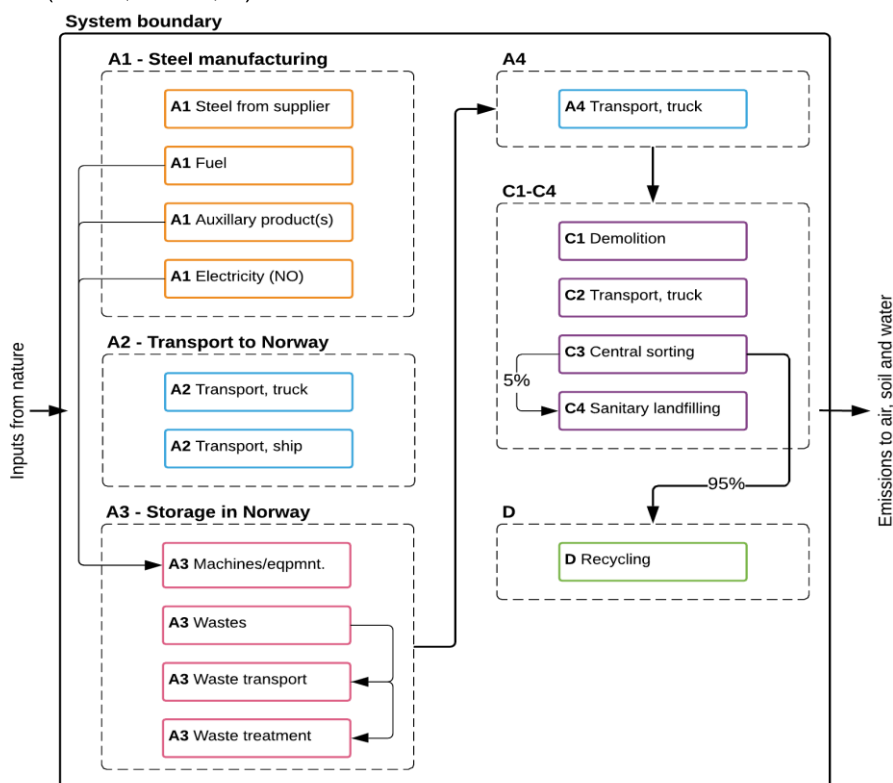 System boundary
A1 - Steel manufacturing
A1 Steel from supplier
A1 Fuel
A1 Auxillary product(s)
A1 Electricity (NO)
A2 - Transport to Norway
A2 Transport, truck
A2 Transport, ship
A3 - Storage in Norway
A3 Machines/eqpmnt.
A3 Wastes
A3 Waste transport
A3 Waste treatment
A4
A4 Transport, truck
C1-C4
C1 Demolition
C2 Transport, truck
C3 Central sorting
5%
C4 Sanitary landfilling
95%
D
D Recycling
Inputs from nature
Emissions to air, soil and water